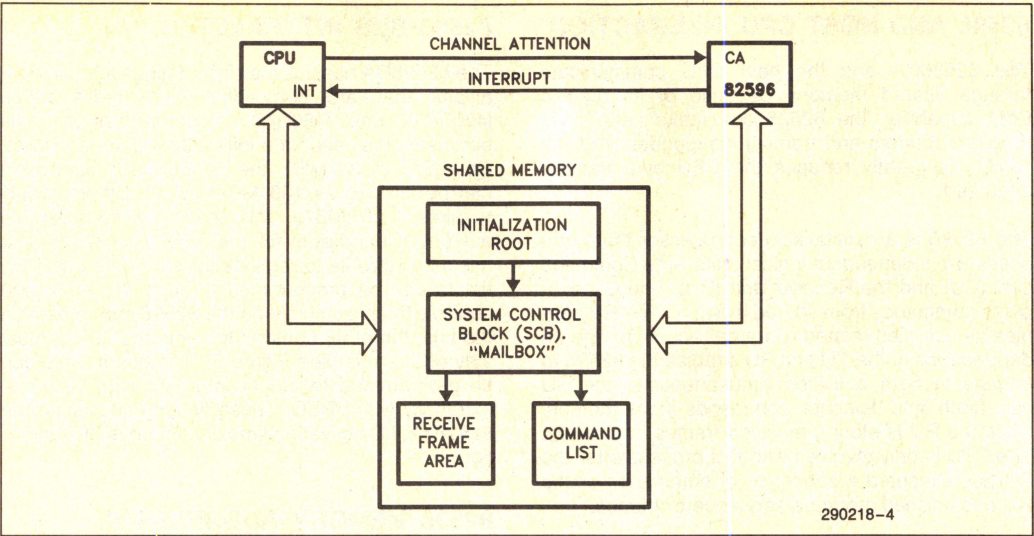 CPU
CHANNEL ATTENTION
CA
INT
INTERRUPT
82596
SHARED MEMORY
INITIALIZATION
ROOT
SYSTEM CONTROL
BLOCK (SCB).
"MAILBOX"
RECEIVE
FRAME
AREA
COMMAND
LIST
290218-4